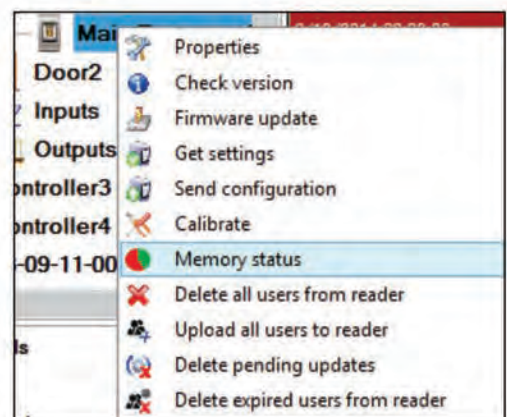 Mai
Properties
Door2
Check version
Inputs
Firmware update
Outputs
Get settings
ontroller3
Send configuration
ontroller4
Calibrate
-09-11-00
Memory status
Delete all users from reader
ls
Upload all users to reader
Delete pending updates
Delete expired users from reader